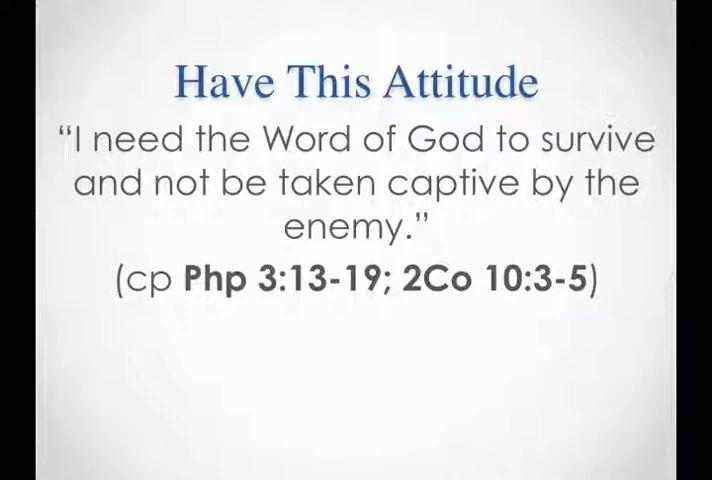 Have This Attitude
“I need the Word of God to survive
and not be taken captive by the
enemy.”
(cp Php 3:13-19; 2Co 10:3-5)